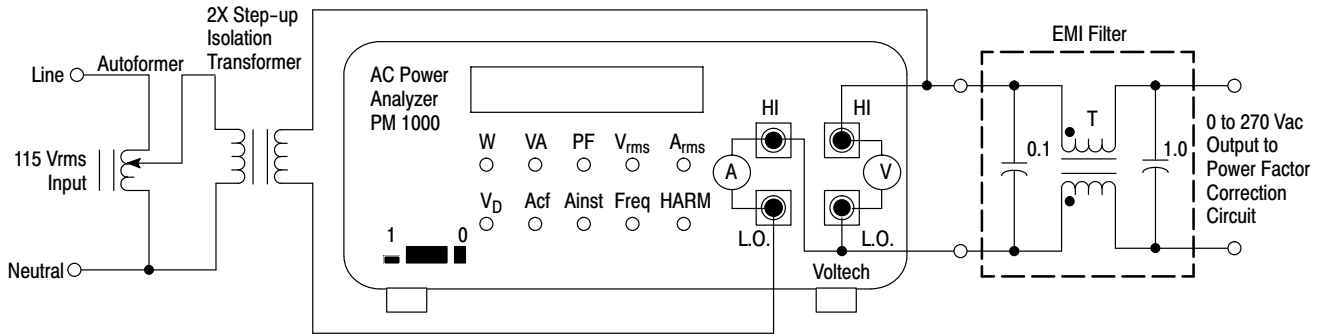 2X Step-up
Isolation
Transformer
Autoformer
Line
115 Vrms
Input
Neutral
AC Power
Analyzer
PM 1000
W VA PF Vrms Arms
VD Acf Ainst Freq HARM
1 0
HI HI
A V
L.O. L.O.
Voltech
EMI Filter
0.1
T
1.0
0 to 270 Vac
Output to
Power Factor
Correction
Circuit